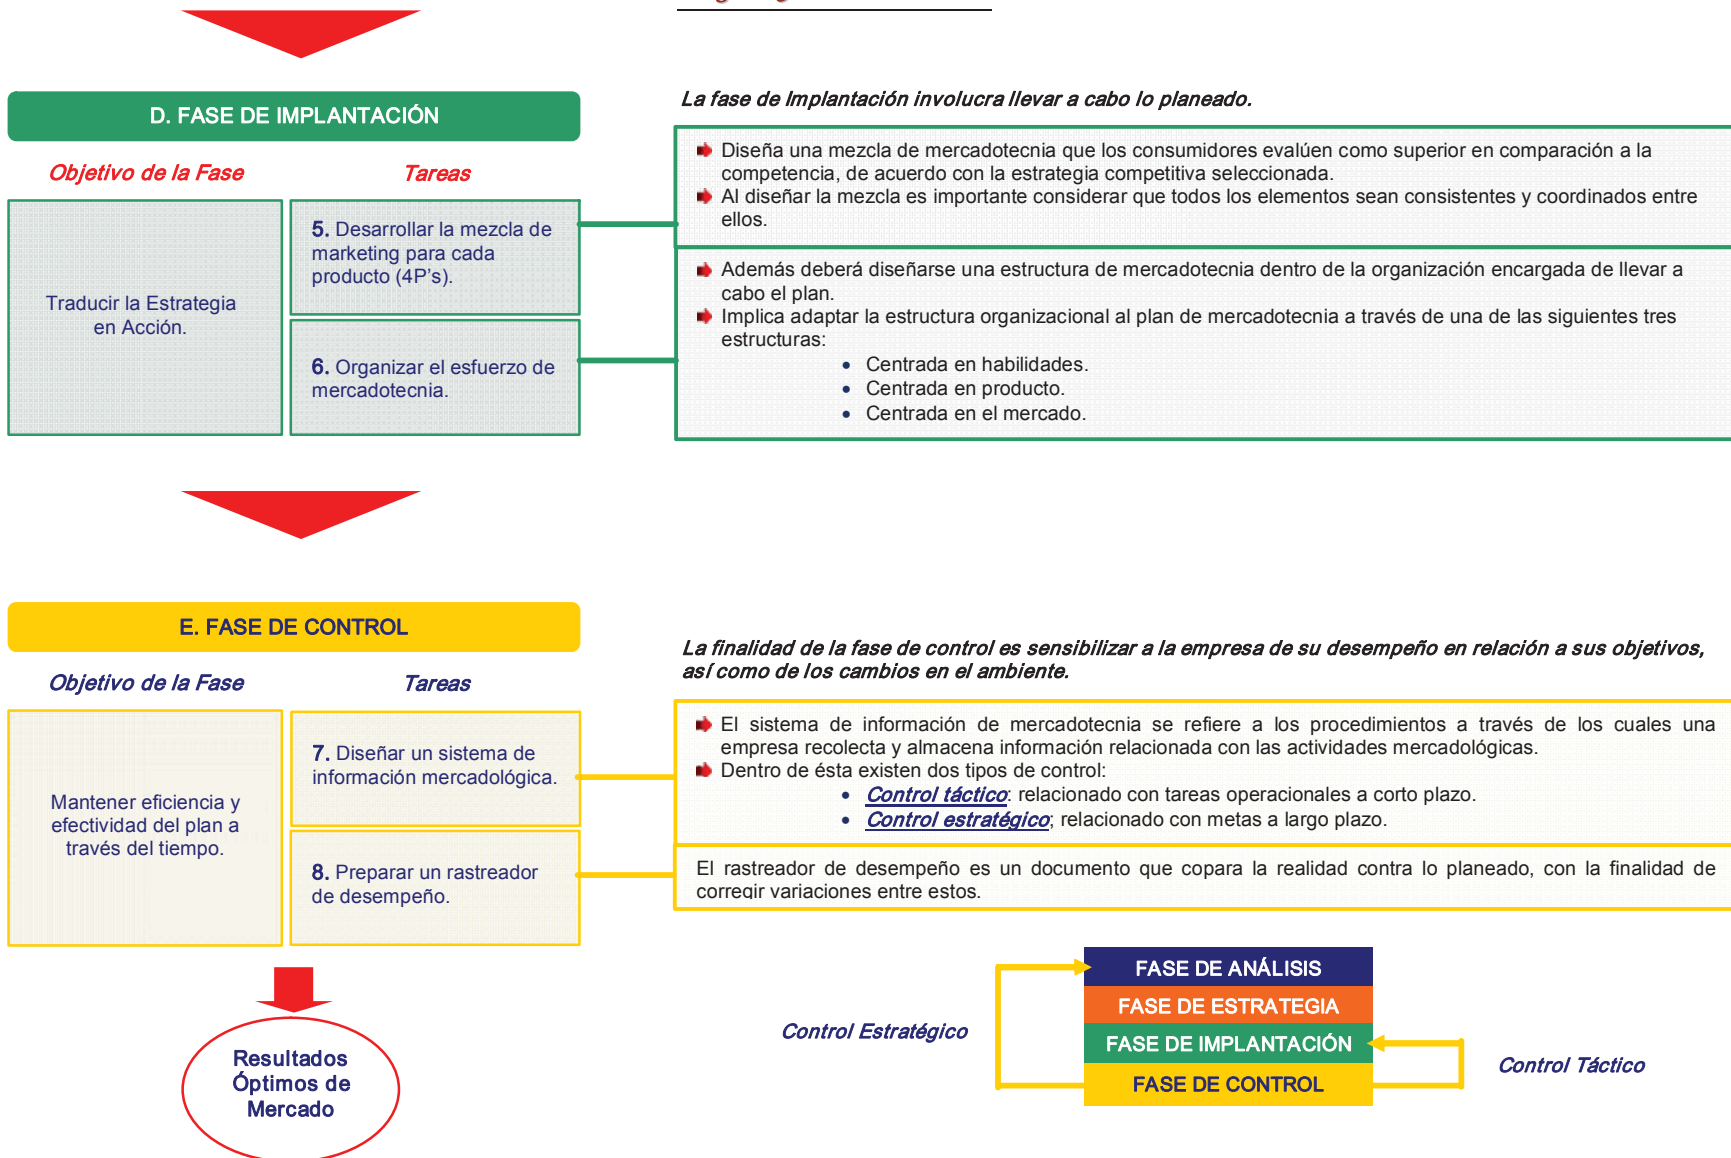 D. FASE DE IMPLANTACIÓN
Objetivo de la Fase
Tareas
Traducir la Estrategia
en Acción.
5. Desarrollar la mezcla de
marketing para cada
producto (4P's).
6. Organizar el esfuerzo de
mercadotecnia.
La fase de Implantación involucra llevar a cabo lo planeado.
Diseña una mezcla de mercadotecnia que los consumidores evalúen como superior en comparación a la
competencia, de acuerdo con la estrategia competitiva seleccionada.
Al diseñar la mezcla es importante considerar que todos los elementos sean consistentes y coordinados entre
ellos.
Además deberá diseñarse una estructura de mercadotecnia dentro de la organización encargada de llevar a
cabo el plan.
Implica adaptar la estructura organizacional al plan de mercadotecnia a través de una de las siguientes tres
estructuras:
• Centrada en habilidades.
• Centrada en producto.
• Centrada en el mercado.
E. FASE DE CONTROL
Objetivo de la Fase
Tareas
Mantener eficiencia y
efectividad del plan a
través del tiempo.
7. Diseñar un sistema de
información mercadológica.
8. Preparar un rastreador
de desempeño.
La finalidad de la fase de control es sensibilizar a la empresa de su desempeño en relación a sus objetivos,
así como de los cambios en el ambiente.
El sistema de información de mercadotecnia se refiere a los procedimientos a través de los cuales una
empresa recolecta y almacena información relacionada con las actividades mercadológicas.
Dentro de ésta existen dos tipos de control:
• Control táctico: relacionado con tareas operacionales a corto plazo.
• Control estratégico; relacionado con metas a largo plazo.
El rastreador de desempeño es un documento que copara la realidad contra lo planeado, con la finalidad de
corregir variaciones entre estos.
Resultados
Óptimos de
Mercado
Control Estratégico
FASE DE ANÁLISIS
FASE DE ESTRATEGIA
FASE DE IMPLANTACIÓN
FASE DE CONTROL
Control Táctico